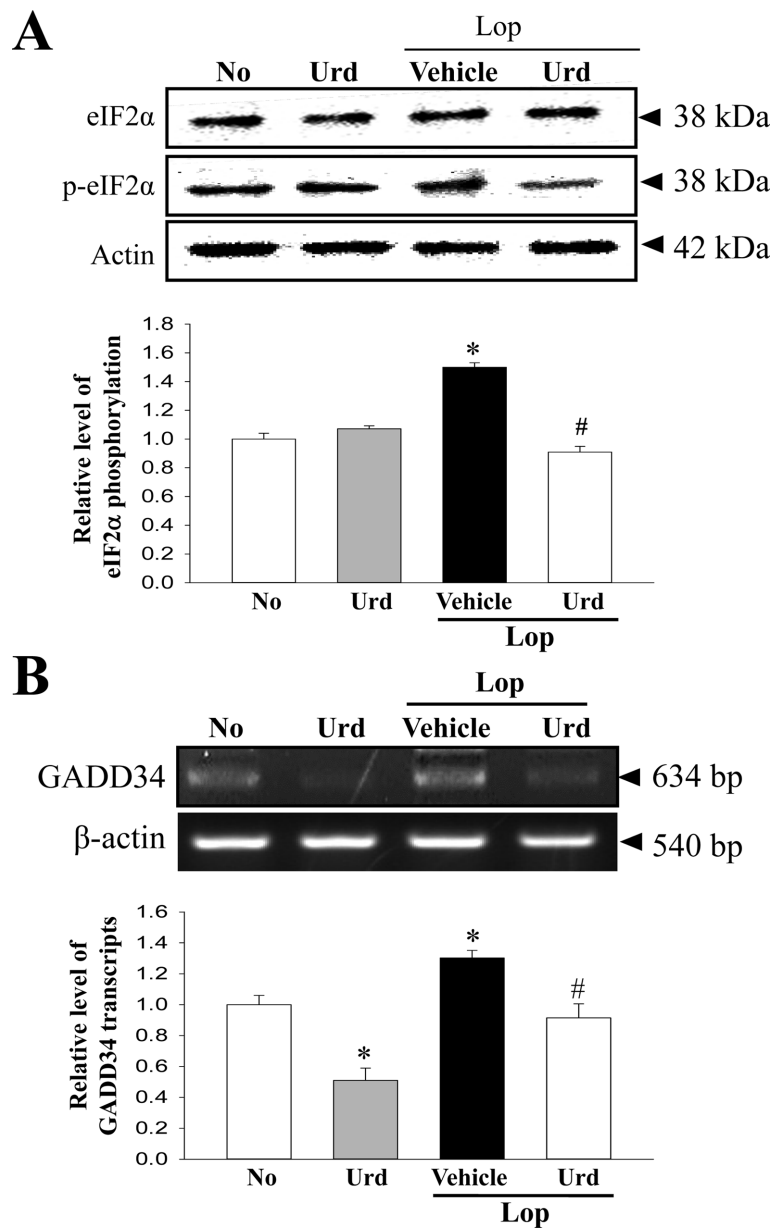 A
Lop
No Urd Vehicle Urd
eIF2α 38 kDa
p-eIF2α 38 kDa
Actin 42 kDa
Relative level of
eIF2α phosphorylation
1.8
1.6
1.4
1.2
1.0
0.8
0.6
0.4
0.2
0.0
*
#
No Urd Vehicle Urd
Lop
B
Lop
No Urd Vehicle Urd
GADD34 634 bp
β-actin 540 bp
Relative level of
GADD34 transcripts
1.6
1.4
1.2
1.0
0.8
0.6
0.4
0.2
0.0
*
*
#
No Urd Vehicle Urd
Lop